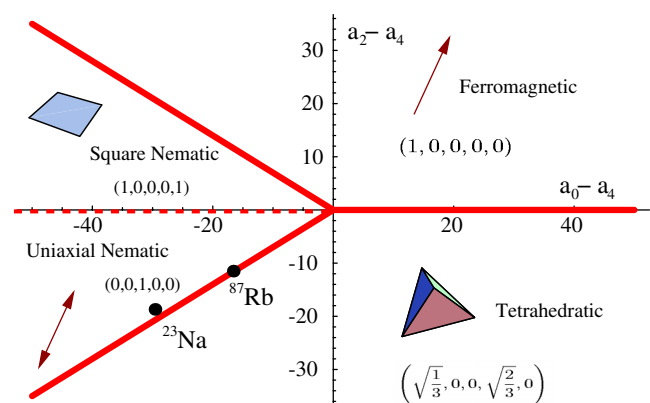 a₂− a₄
30
Ferromagnetic
20
(1, 0, 0, 0, 0)
10
Square Nematic
(1,0,0,0,1)
a₀− a₄
-40
-20
20
40
Uniaxial Nematic
-10
(0,0,1,0,0)
⁸⁷Rb
-20
Tetrahedratic
²³Na
-30
(√1/3, 0, 0, √2/3, 0)